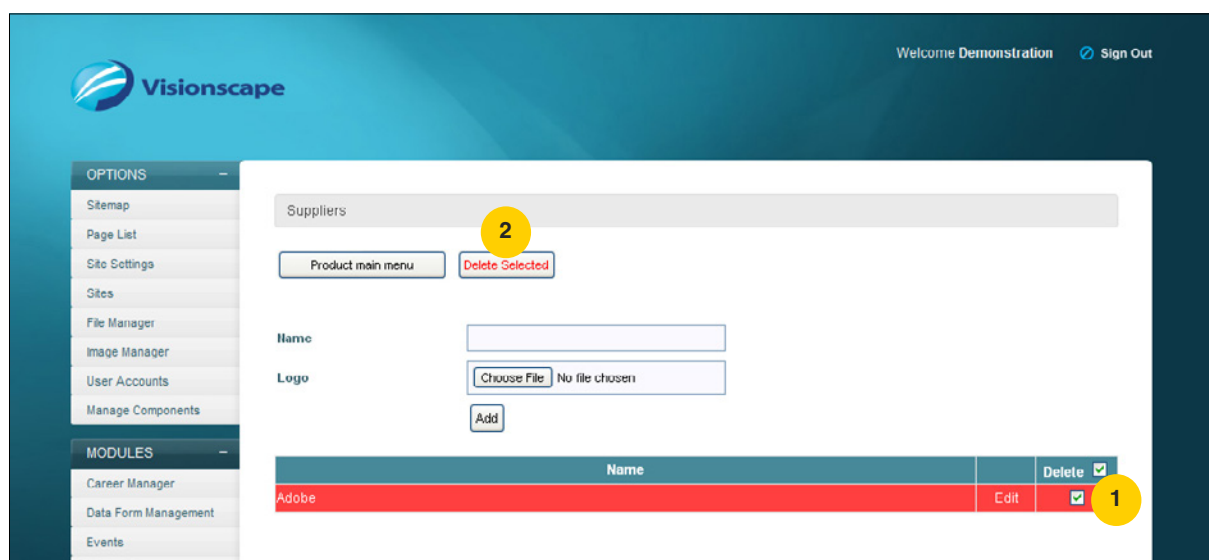 Welcome Demonstration Sign Out
Visionscape
OPTIONS –
Sitemap
Page List
Site Settings
Sites
File Manager
Image Manager
User Accounts
Manage Components
MODULES –
Career Manager
Data Form Management
Events
Suppliers
2
Product main menu Delete Selected
Name
Logo Choose File No file chosen
Add
Name Delete
Adobe Edit 1